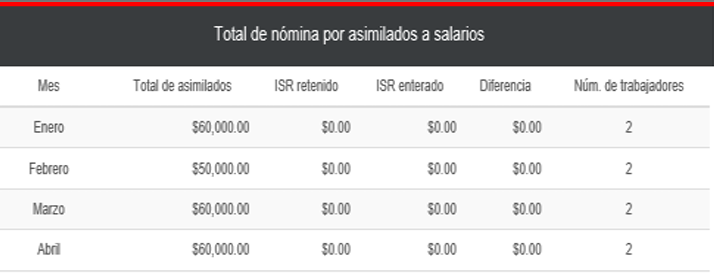 Total de nómina por asimilados a salarios
Mes Total de asimilados ISR retenido ISR enterado Diferencia Núm. de trabajadores
Enero $60,000.00 $0.00 $0.00 $0.00 2
Febrero $50,000.00 $0.00 $0.00 $0.00 2
Marzo $60,000.00 $0.00 $0.00 $0.00 2
Abril $60,000.00 $0.00 $0.00 $0.00 2